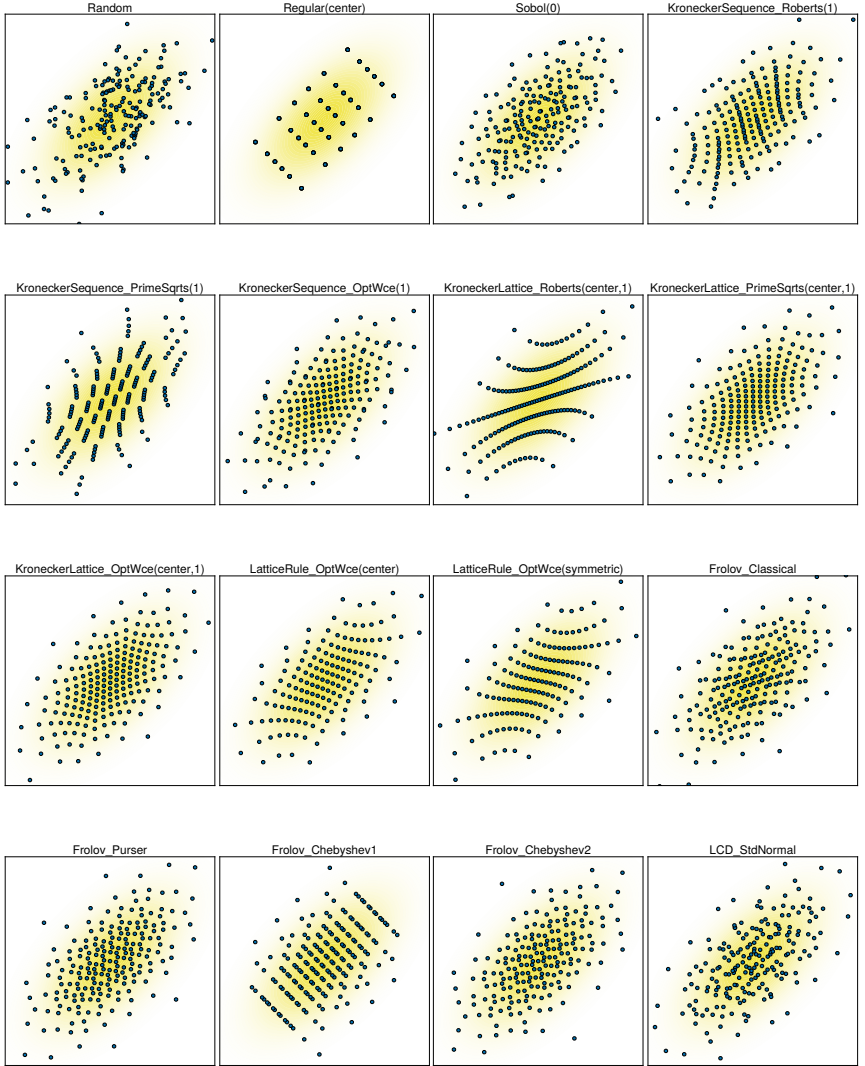 Random
Regular(center)
Sobol(0)
KroneckerSequence_Roberts(1)
KroneckerSequence_PrimeSqrts(1)
KroneckerSequence_OptWce(1)
KroneckerLattice_Roberts(center,1)
KroneckerLattice_PrimeSqrts(center,1)
KroneckerLattice_OptWce(center,1)
LatticeRule_OptWce(center)
LatticeRule_OptWce(symmetric)
Frolov_Classical
Frolov_Purser
Frolov_Chebyshev1
Frolov_Chebyshev2
LCD_StdNormal